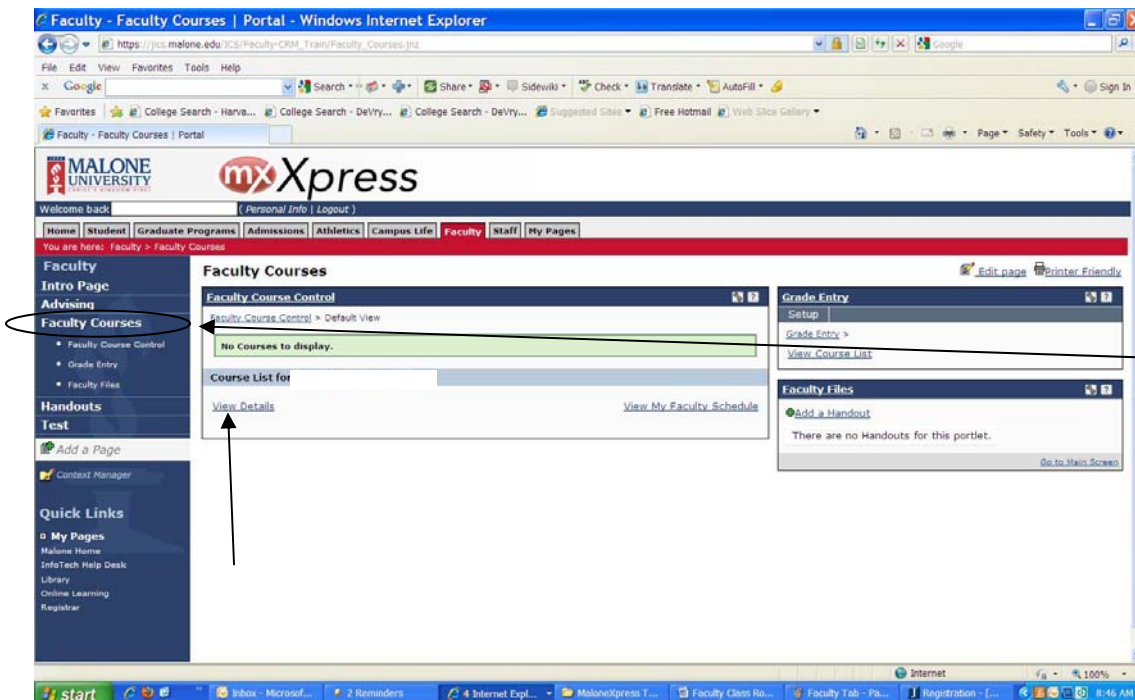 Faculty - Faculty Courses | Portal - Windows Internet Explorer
https://jics.malone.edu/ICS/Faculty-CRM_Train/Faculty_Courses.jnz
Google
File Edit View Favorites Tools Help
x Google Search Share Sidewiki Check Translate AutoFill Sign In
Favorites College Search - Harva... College Search - DeVry... College Search - DeVry... Suggested Sites Free Hotmail Web Slice Gallery
Faculty - Faculty Courses | Portal Page Safety Tools
MALONE UNIVERSITY
CHRIST'S KINGDOM FIRST
mxXpress
Welcome back ( Personal Info | Logout )
Home Student Graduate Programs Admissions Athletics Campus Life Faculty Staff My Pages
You are here: Faculty > Faculty Courses
Faculty
Intro Page
Advising
Faculty Courses
Faculty Course Control
Grade Entry
Faculty Files
Handouts
Test
Add a Page
Context Manager
Quick Links
My Pages
Malone Home
InfoTech Help Desk
Library
Online Learning
Registrar
Faculty Courses
Edit page Printer Friendly
Faculty Course Control
Faculty Course Control > Default View
No Courses to display.
Course List for
View Details View My Faculty Schedule
Grade Entry
Setup
Grade Entry >
View Course List
Faculty Files
Add a Handout
There are no Handouts for this portlet.
Go to Main Screen
Internet 100%
start Inbox - Microsof... 2 Reminders 4 Internet Expl... MaloneXpress T... Faculty Class Ro... Faculty Tab - Pa... Registration - [... 8:46 AM